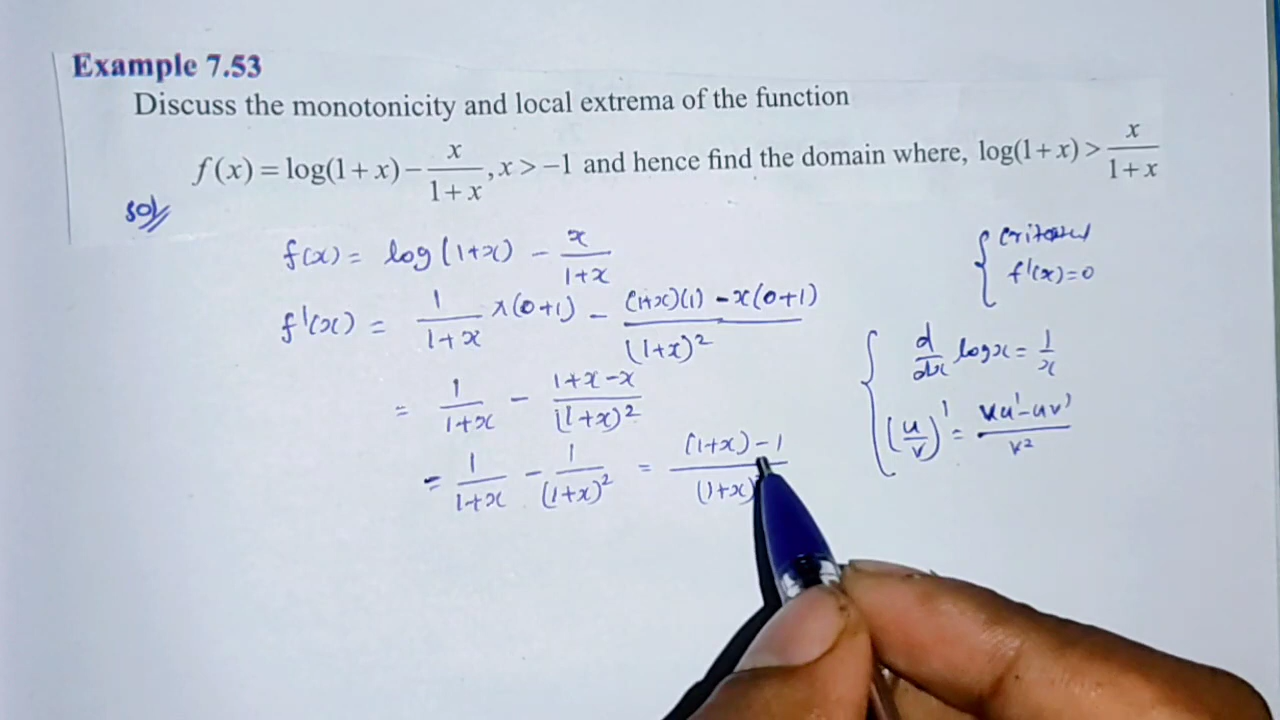 Example 7.53
Discuss the monotonicity and local extrema of the function
f(x) = log(1+x) − x/(1+x), x > −1 and hence find the domain where, log(1+x) > x/(1+x)
f(x) = log(1+x) − x/(1+x)
f'(x) = 1/(1+x) × (0+1) − ((1+x)(1) − x(0+1))/(1+x)²
= 1/(1+x) − (1+x−x)/(1+x)²
= 1/(1+x) − 1/(1+x)² = ((1+x)−1)/(1+x)
f'(x)=0
d/dx log x = 1/x
(u/v)' = (vu'−uv')/v²